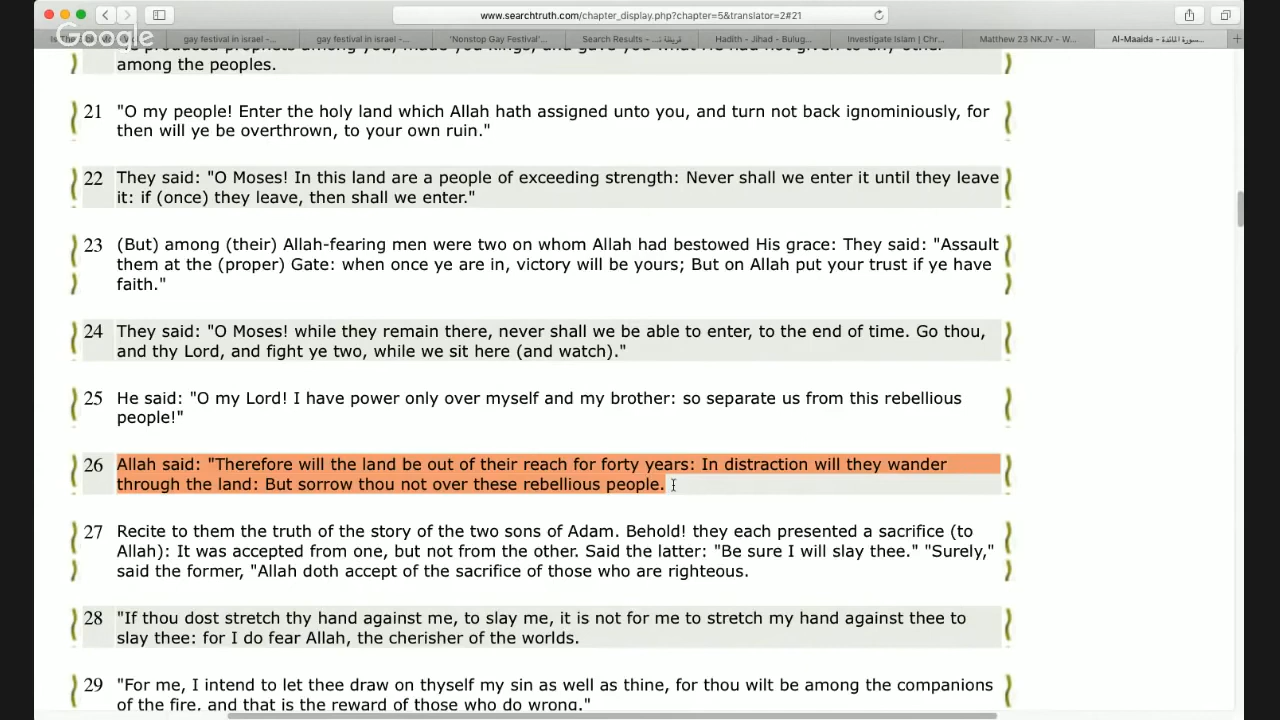 www.searchtruth.com/chapter_display.php?chapter=5&translator=2#21
Google
gay festival in israel -...
gay festival in israel -...
'Nonstop Gay Festival'...
Search Results - ...
Hadith - Jihad - Bulug...
Investigate Islam | Chr...
Matthew 23 NKJV - W...
Al-Maaida - سورة المائدة...
among the peoples.
21 "O my people! Enter the holy land which Allah hath assigned unto you, and turn not back ignominiously, for
then will ye be overthrown, to your own ruin."
22 They said: "O Moses! In this land are a people of exceeding strength: Never shall we enter it until they leave
it: if (once) they leave, then shall we enter."
23 (But) among (their) Allah-fearing men were two on whom Allah had bestowed His grace: They said: "Assault
them at the (proper) Gate: when once ye are in, victory will be yours; But on Allah put your trust if ye have
faith."
24 They said: "O Moses! while they remain there, never shall we be able to enter, to the end of time. Go thou,
and thy Lord, and fight ye two, while we sit here (and watch)."
25 He said: "O my Lord! I have power only over myself and my brother: so separate us from this rebellious
people!"
26 Allah said: "Therefore will the land be out of their reach for forty years: In distraction will they wander
through the land: But sorrow thou not over these rebellious people.
27 Recite to them the truth of the story of the two sons of Adam. Behold! they each presented a sacrifice (to
Allah): It was accepted from one, but not from the other. Said the latter: "Be sure I will slay thee." "Surely,"
said the former, "Allah doth accept of the sacrifice of those who are righteous.
28 "If thou dost stretch thy hand against me, to slay me, it is not for me to stretch my hand against thee to
slay thee: for I do fear Allah, the cherisher of the worlds.
29 "For me, I intend to let thee draw on thyself my sin as well as thine, for thou wilt be among the companions
of the fire, and that is the reward of those who do wrong."